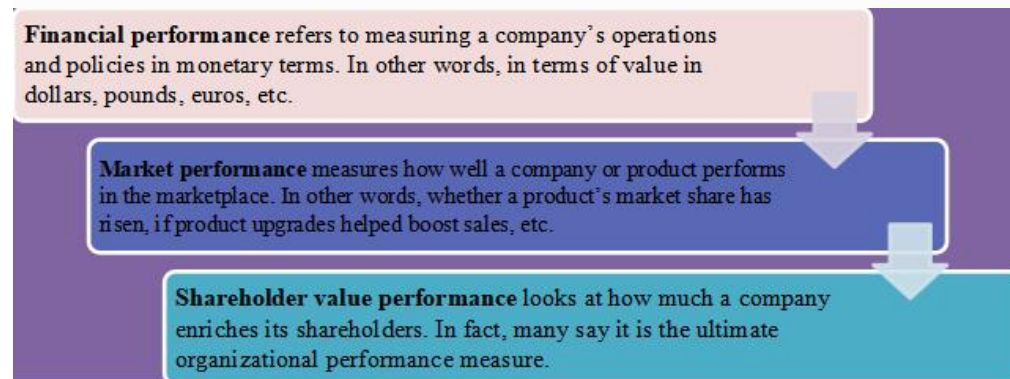 Financial performance refers to measuring a company's operations
and policies in monetary terms. In other words, in terms of value in
dollars, pounds, euros, etc.
Market performance measures how well a company or product performs
in the marketplace. In other words, whether a product's market share has
risen, if product upgrades helped boost sales, etc.
Shareholder value performance looks at how much a company
enriches its shareholders. In fact, many say it is the ultimate
organizational performance measure.